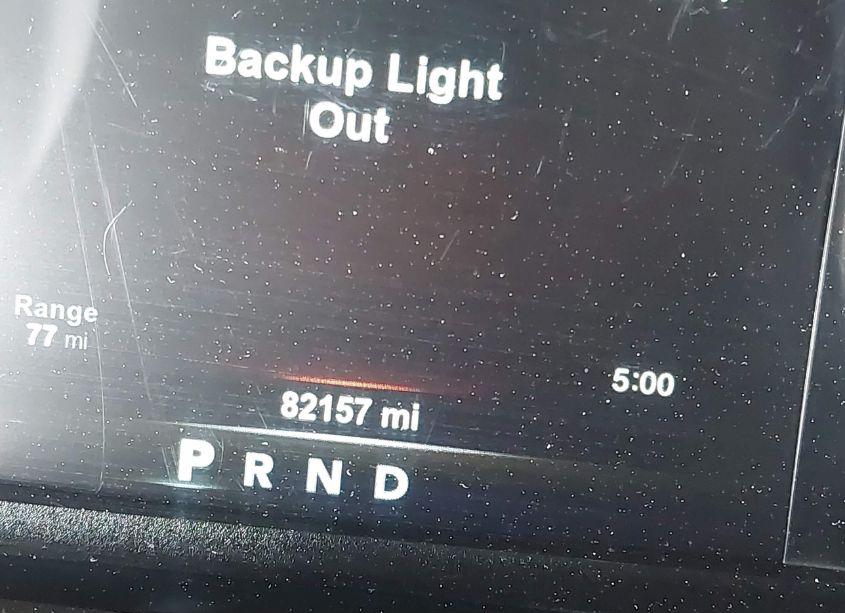 Backup Light
Out
Range
77 mi
5:00
82157 mi
P R N D